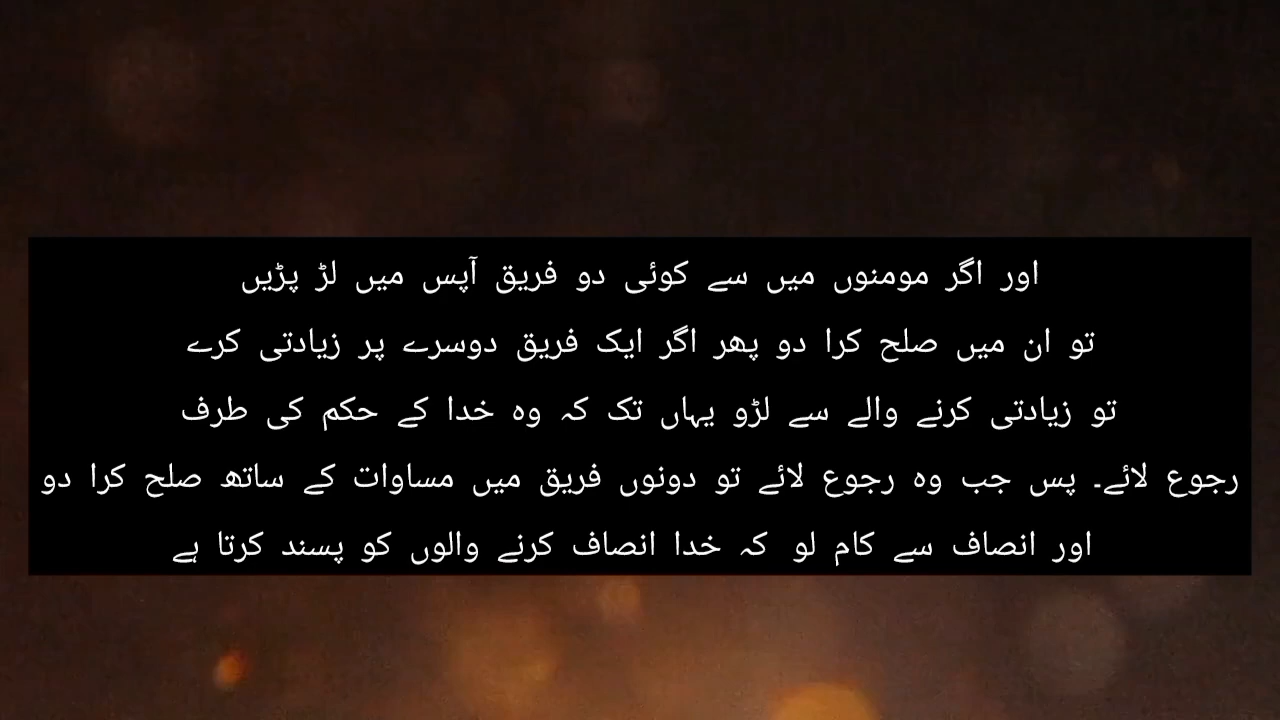 اور اگر مومنوں میں سے کوئی دو فریق آپس میں لڑ پڑیں
تو ان میں صلح کرا دو پھر اگر ایک فریق دوسرے پر زیادتی کرے
تو زیادتی کرنے والے سے لڑو یہاں تک کہ وہ خدا کے حکم کی طرف
رجوع لائے۔ پس جب وہ رجوع لائے تو دونوں فریق میں مساوات کے ساتھ صلح کرا دو
اور انصاف سے کام لو کہ خدا انصاف کرنے والوں کو پسند کرتا ہے